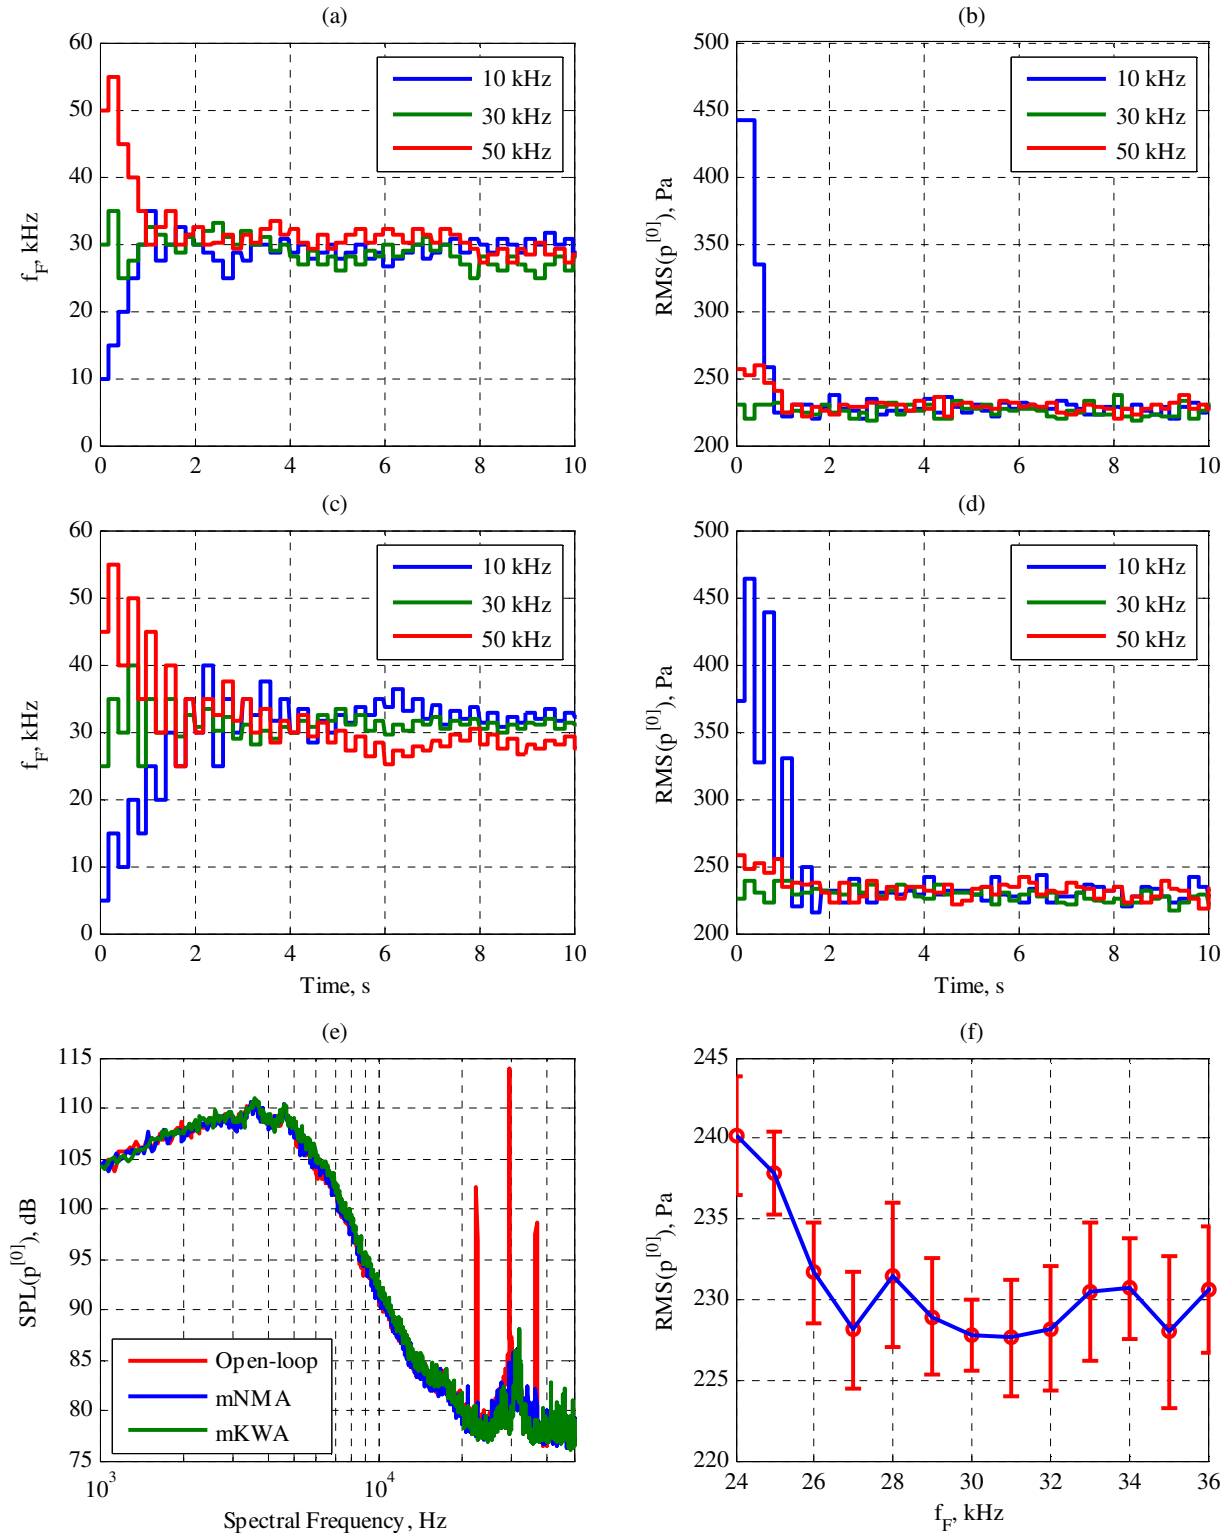 (a)
60
50
40
30
20
10
0
0 2 4 6 8 10
f_F, kHz
10 kHz
30 kHz
50 kHz
(b)
500
450
400
350
300
250
200
0 2 4 6 8 10
RMS(p^[0]), Pa
10 kHz
30 kHz
50 kHz
(c)
60
50
40
30
20
10
0
0 2 4 6 8 10
f_F, kHz
Time, s
10 kHz
30 kHz
50 kHz
(d)
500
450
400
350
300
250
200
0 2 4 6 8 10
RMS(p^[0]), Pa
Time, s
10 kHz
30 kHz
50 kHz
(e)
115
110
105
100
95
90
85
80
75
10^3 10^4
SPL(p^[0]), dB
Spectral Frequency, Hz
Open-loop
mNMA
mKWA
(f)
245
240
235
230
225
220
24 26 28 30 32 34 36
RMS(p^[0]), Pa
f_F, kHz